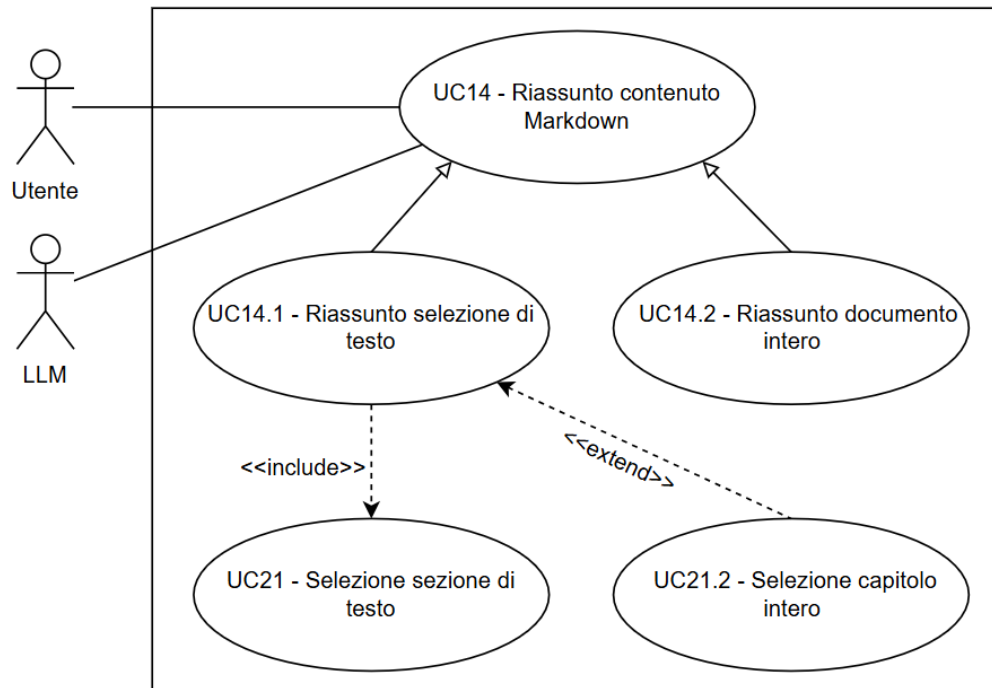 UC14 - Riassunto contenuto
Markdown
Utente
LLM
UC14.1 - Riassunto selezione di
testo
UC14.2 - Riassunto documento
intero
<<include>>
<<extend>>
UC21 - Selezione sezione di
testo
UC21.2 - Selezione capitolo
intero